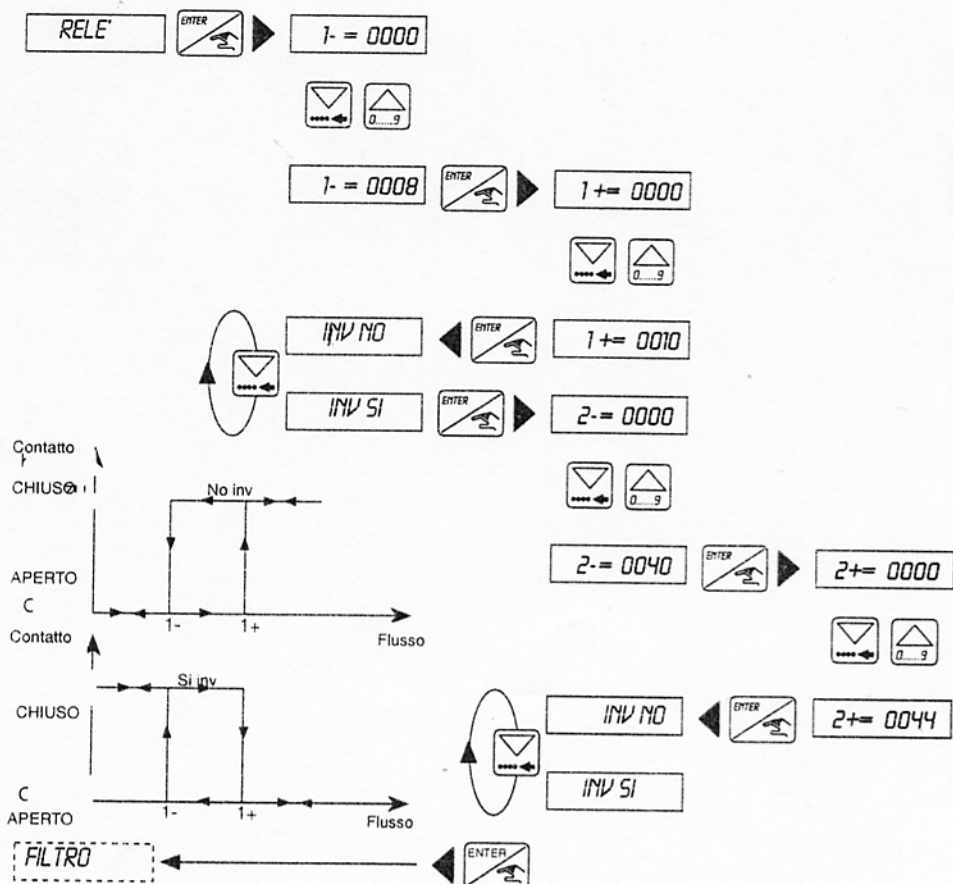 RELE'
ENTER
1- = 0000
0......9
1- = 0008
ENTER
1 += 0000
0......9
INV NO
ENTER
1 += 0010
INV SI
ENTER
2-= 0000
0......9
Contatto
CHIUSO
No inv
APERTO
C
1-
1+
Flusso
2-= 0040
ENTER
2+= 0000
0......9
Contatto
Si inv
CHIUSO
C
APERTO
1-
1+
Flusso
INV NO
ENTER
2+= 0044
INV SI
FILTRO
ENTER